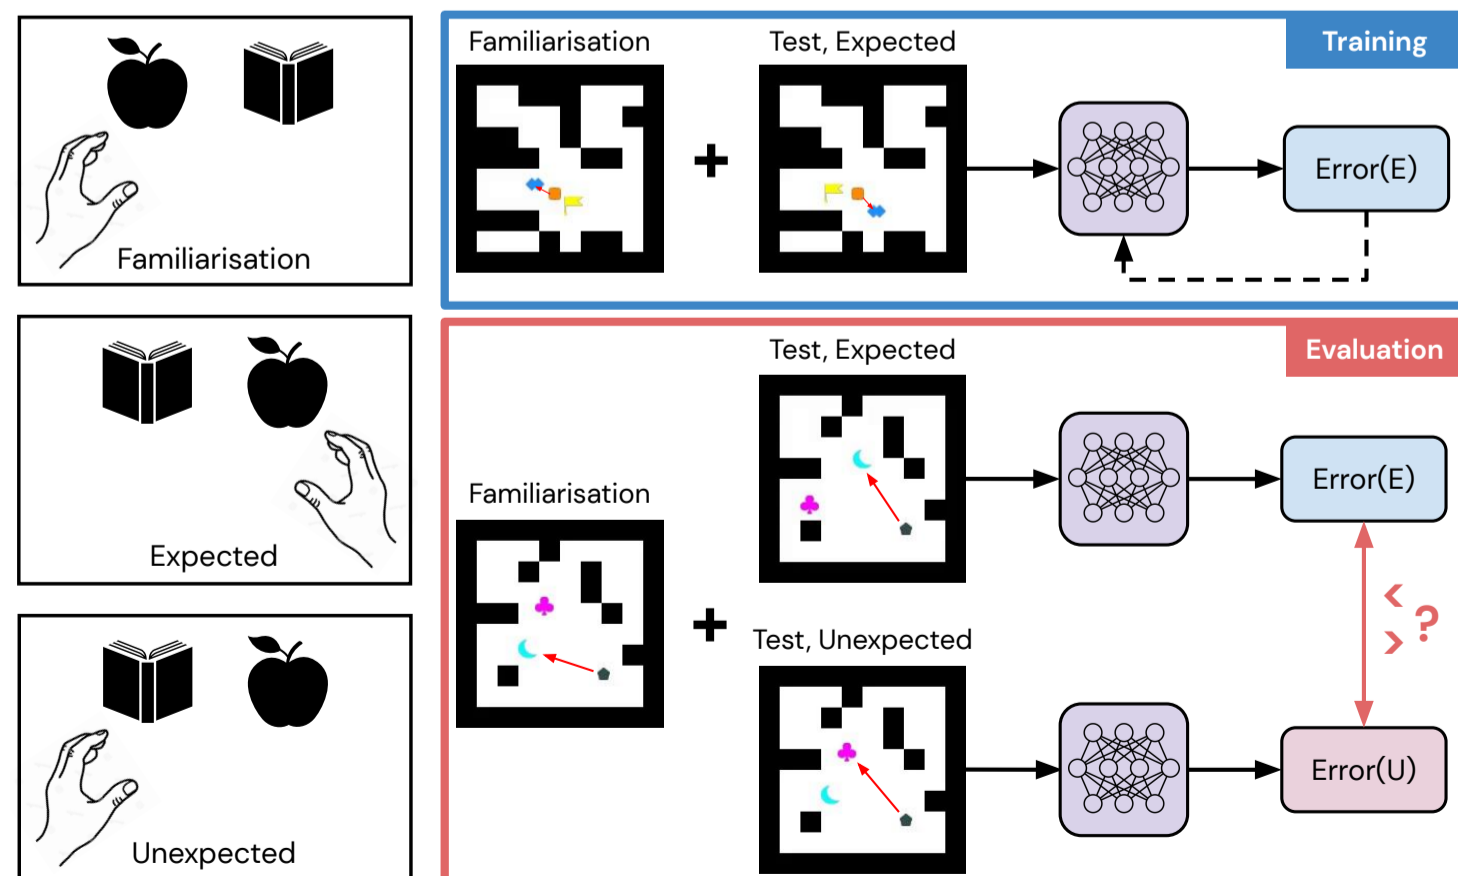 Familiarisation
Expected
Unexpected
Training
Familiarisation
Test, Expected
+
Error(E)
Evaluation
Test, Expected
Familiarisation
+
Error(E)
< > ?
Test, Unexpected
Error(U)